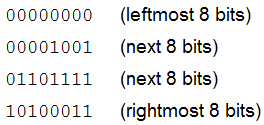 00000000 (leftmost 8 bits)
00001001 (next 8 bits)
01101111 (next 8 bits)
10100011 (rightmost 8 bits)